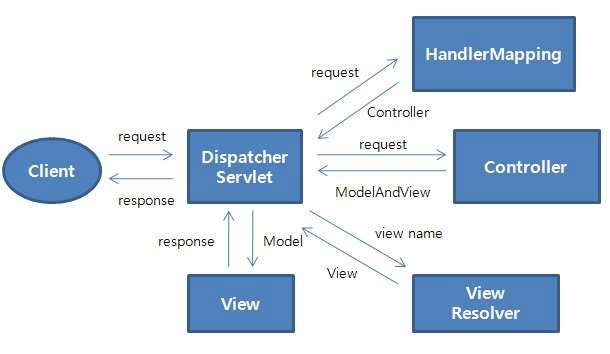 HandlerMapping
request
Controller
request
Client
response
Dispatcher
Servlet
request
ModelAndView
Controller
response
Model
view name
View
View
View
Resolver